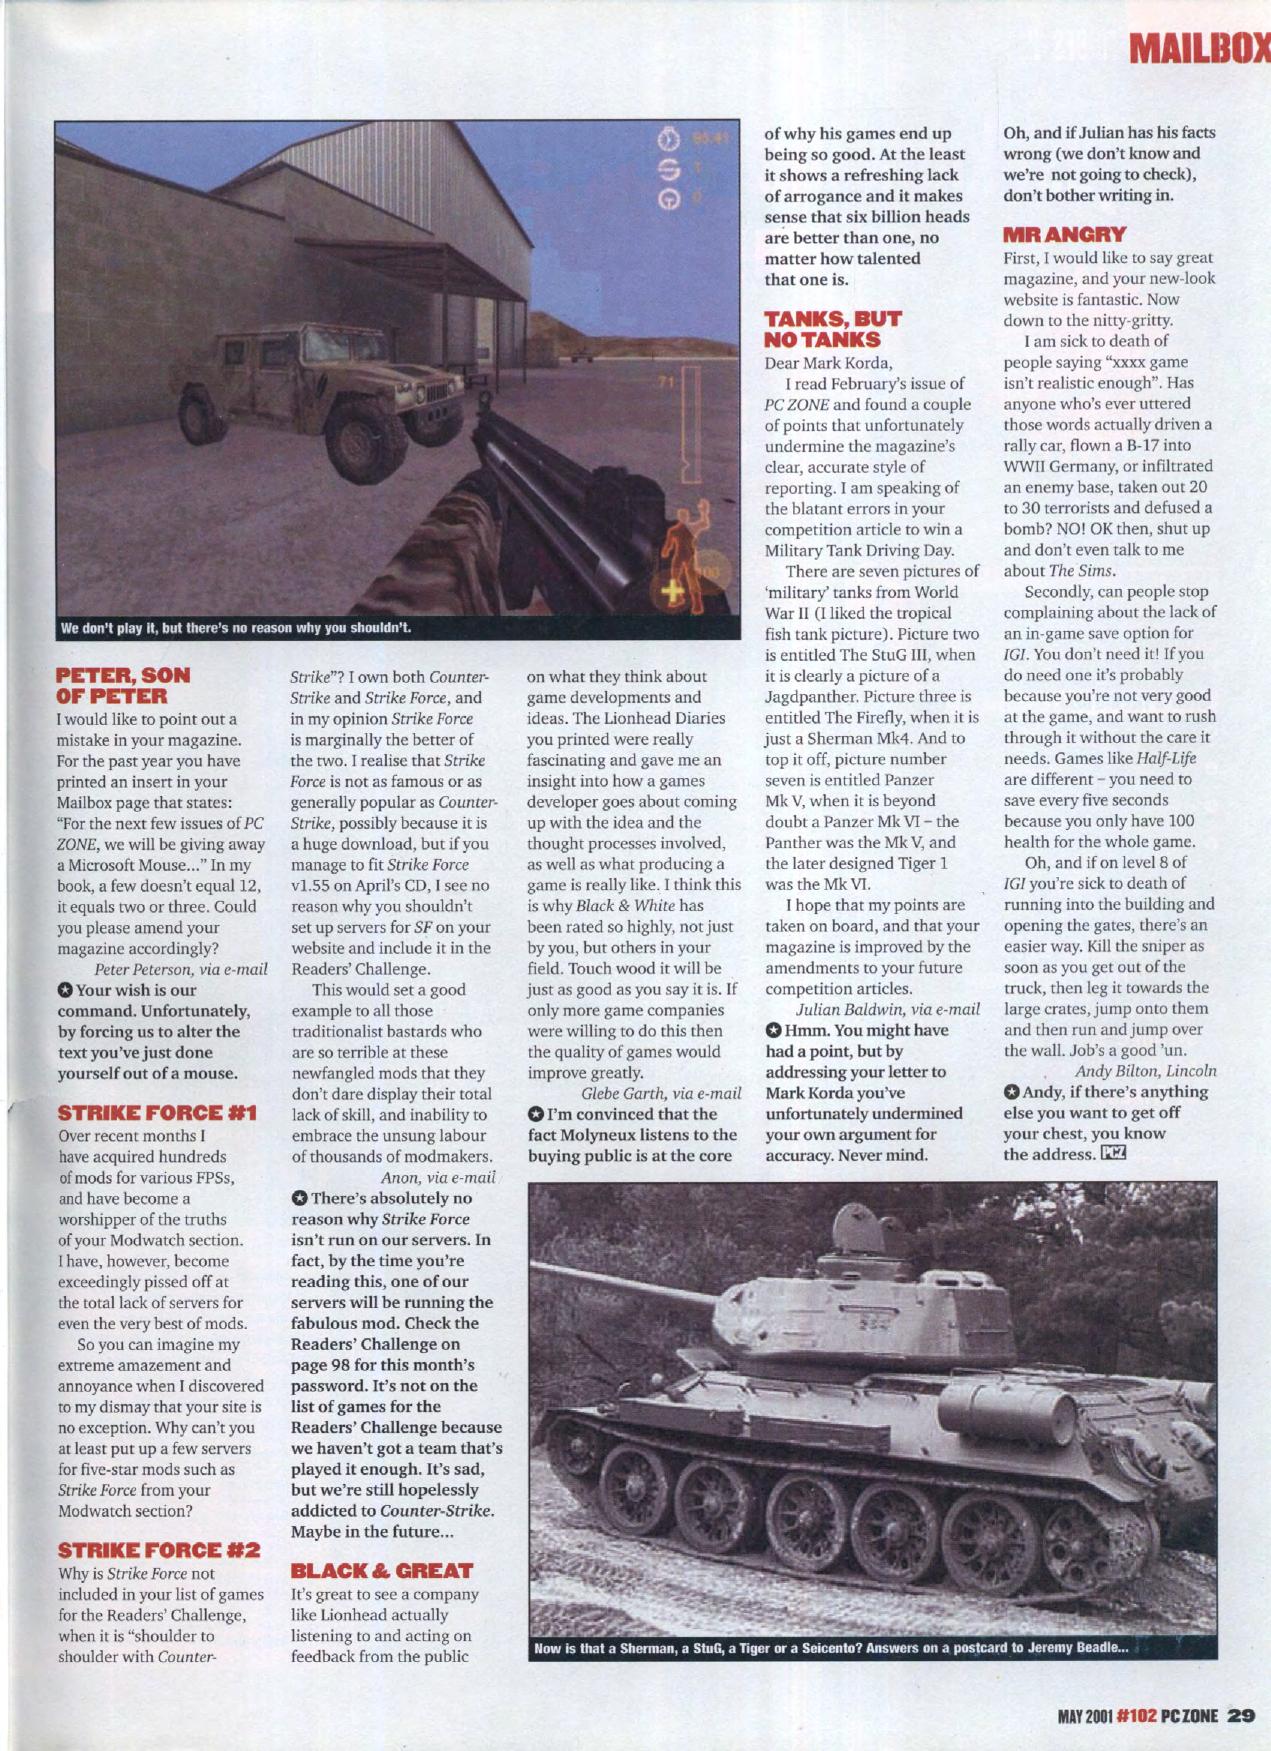 MAILBOX
95:41
1
0
71
100
We don't play it, but there's no reason why you shouldn't.
PETER, SON
OF PETER
I would like to point out a
mistake in your magazine.
For the past year you have
printed an insert in your
Mailbox page that states:
“For the next few issues of PC
ZONE, we will be giving away
a Microsoft Mouse...” In my
book, a few doesn't equal 12,
it equals two or three. Could
you please amend your
magazine accordingly?
Peter Peterson, via e-mail
Your wish is our
command. Unfortunately,
by forcing us to alter the
text you've just done
yourself out of a mouse.
STRIKE FORCE #1
Over recent months I
have acquired hundreds
of mods for various FPSs,
and have become a
worshipper of the truths
of your Modwatch section.
I have, however, become
exceedingly pissed off at
the total lack of servers for
even the very best of mods.
So you can imagine my
extreme amazement and
annoyance when I discovered
to my dismay that your site is
no exception. Why can't you
at least put up a few servers
for five-star mods such as
Strike Force from your
Modwatch section?
STRIKE FORCE #2
Why is Strike Force not
included in your list of games
for the Readers' Challenge,
when it is “shoulder to
shoulder with Counter-
Strike”? I own both Counter-
Strike and Strike Force, and
in my opinion Strike Force
is marginally the better of
the two. I realise that Strike
Force is not as famous or as
generally popular as Counter-
Strike, possibly because it is
a huge download, but if you
manage to fit Strike Force
v1.55 on April's CD, I see no
reason why you shouldn't
set up servers for SF on your
website and include it in the
Readers' Challenge.
This would set a good
example to all those
traditionalist bastards who
are so terrible at these
newfangled mods that they
don't dare display their total
lack of skill, and inability to
embrace the unsung labour
of thousands of modmakers.
Anon, via e-mail
There's absolutely no
reason why Strike Force
isn't run on our servers. In
fact, by the time you're
reading this, one of our
servers will be running the
fabulous mod. Check the
Readers' Challenge on
page 98 for this month's
password. It's not on the
list of games for the
Readers' Challenge because
we haven't got a team that's
played it enough. It's sad,
but we're still hopelessly
addicted to Counter-Strike.
Maybe in the future...
BLACK & GREAT
It's great to see a company
like Lionhead actually
listening to and acting on
feedback from the public
on what they think about
game developments and
ideas. The Lionhead Diaries
you printed were really
fascinating and gave me an
insight into how a games
developer goes about coming
up with the idea and the
thought processes involved,
as well as what producing a
game is really like. I think this
is why Black & White has
been rated so highly, not just
by you, but others in your
field. Touch wood it will be
just as good as you say it is. If
only more game companies
were willing to do this then
the quality of games would
improve greatly.
Glebe Garth, via e-mail
I'm convinced that the
fact Molyneux listens to the
buying public is at the core
of why his games end up
being so good. At the least
it shows a refreshing lack
of arrogance and it makes
sense that six billion heads
are better than one, no
matter how talented
that one is.
TANKS, BUT
NO TANKS
Dear Mark Korda,
I read February's issue of
PC ZONE and found a couple
of points that unfortunately
undermine the magazine's
clear, accurate style of
reporting. I am speaking of
the blatant errors in your
competition article to win a
Military Tank Driving Day.
There are seven pictures of
'military' tanks from World
War II (I liked the tropical
fish tank picture). Picture two
is entitled The StuG III, when
it is clearly a picture of a
Jagdpanther. Picture three is
entitled The Firefly, when it is
just a Sherman Mk4. And to
top it off, picture number
seven is entitled Panzer
Mk V, when it is beyond
doubt a Panzer Mk VI – the
Panther was the Mk V, and
the later designed Tiger 1
was the Mk VI.
I hope that my points are
taken on board, and that your
magazine is improved by the
amendments to your future
competition articles.
Julian Baldwin, via e-mail
Hmm. You might have
had a point, but by
addressing your letter to
Mark Korda you've
unfortunately undermined
your own argument for
accuracy. Never mind.
Oh, and if Julian has his facts
wrong (we don't know and
we're not going to check),
don't bother writing in.
MR ANGRY
First, I would like to say great
magazine, and your new-look
website is fantastic. Now
down to the nitty-gritty.
I am sick to death of
people saying “xxxx game
isn't realistic enough”. Has
anyone who's ever uttered
those words actually driven a
rally car, flown a B-17 into
WWII Germany, or infiltrated
an enemy base, taken out 20
to 30 terrorists and defused a
bomb? NO! OK then, shut up
and don't even talk to me
about The Sims.
Secondly, can people stop
complaining about the lack of
an in-game save option for
IGI. You don't need it! If you
do need one it's probably
because you're not very good
at the game, and want to rush
through it without the care it
needs. Games like Half-Life
are different – you need to
save every five seconds
because you only have 100
health for the whole game.
Oh, and if on level 8 of
IGI you're sick to death of
running into the building and
opening the gates, there's an
easier way. Kill the sniper as
soon as you get out of the
truck, then leg it towards the
large crates, jump onto them
and then run and jump over
the wall. Job's a good 'un.
Andy Bilton, Lincoln
Andy, if there's anything
else you want to get off
your chest, you know
the address. PCZ
Now is that a Sherman, a StuG, a Tiger or a Seicento? Answers on a postcard to Jeremy Beadle...
MAY 2001 #102 PC ZONE 29